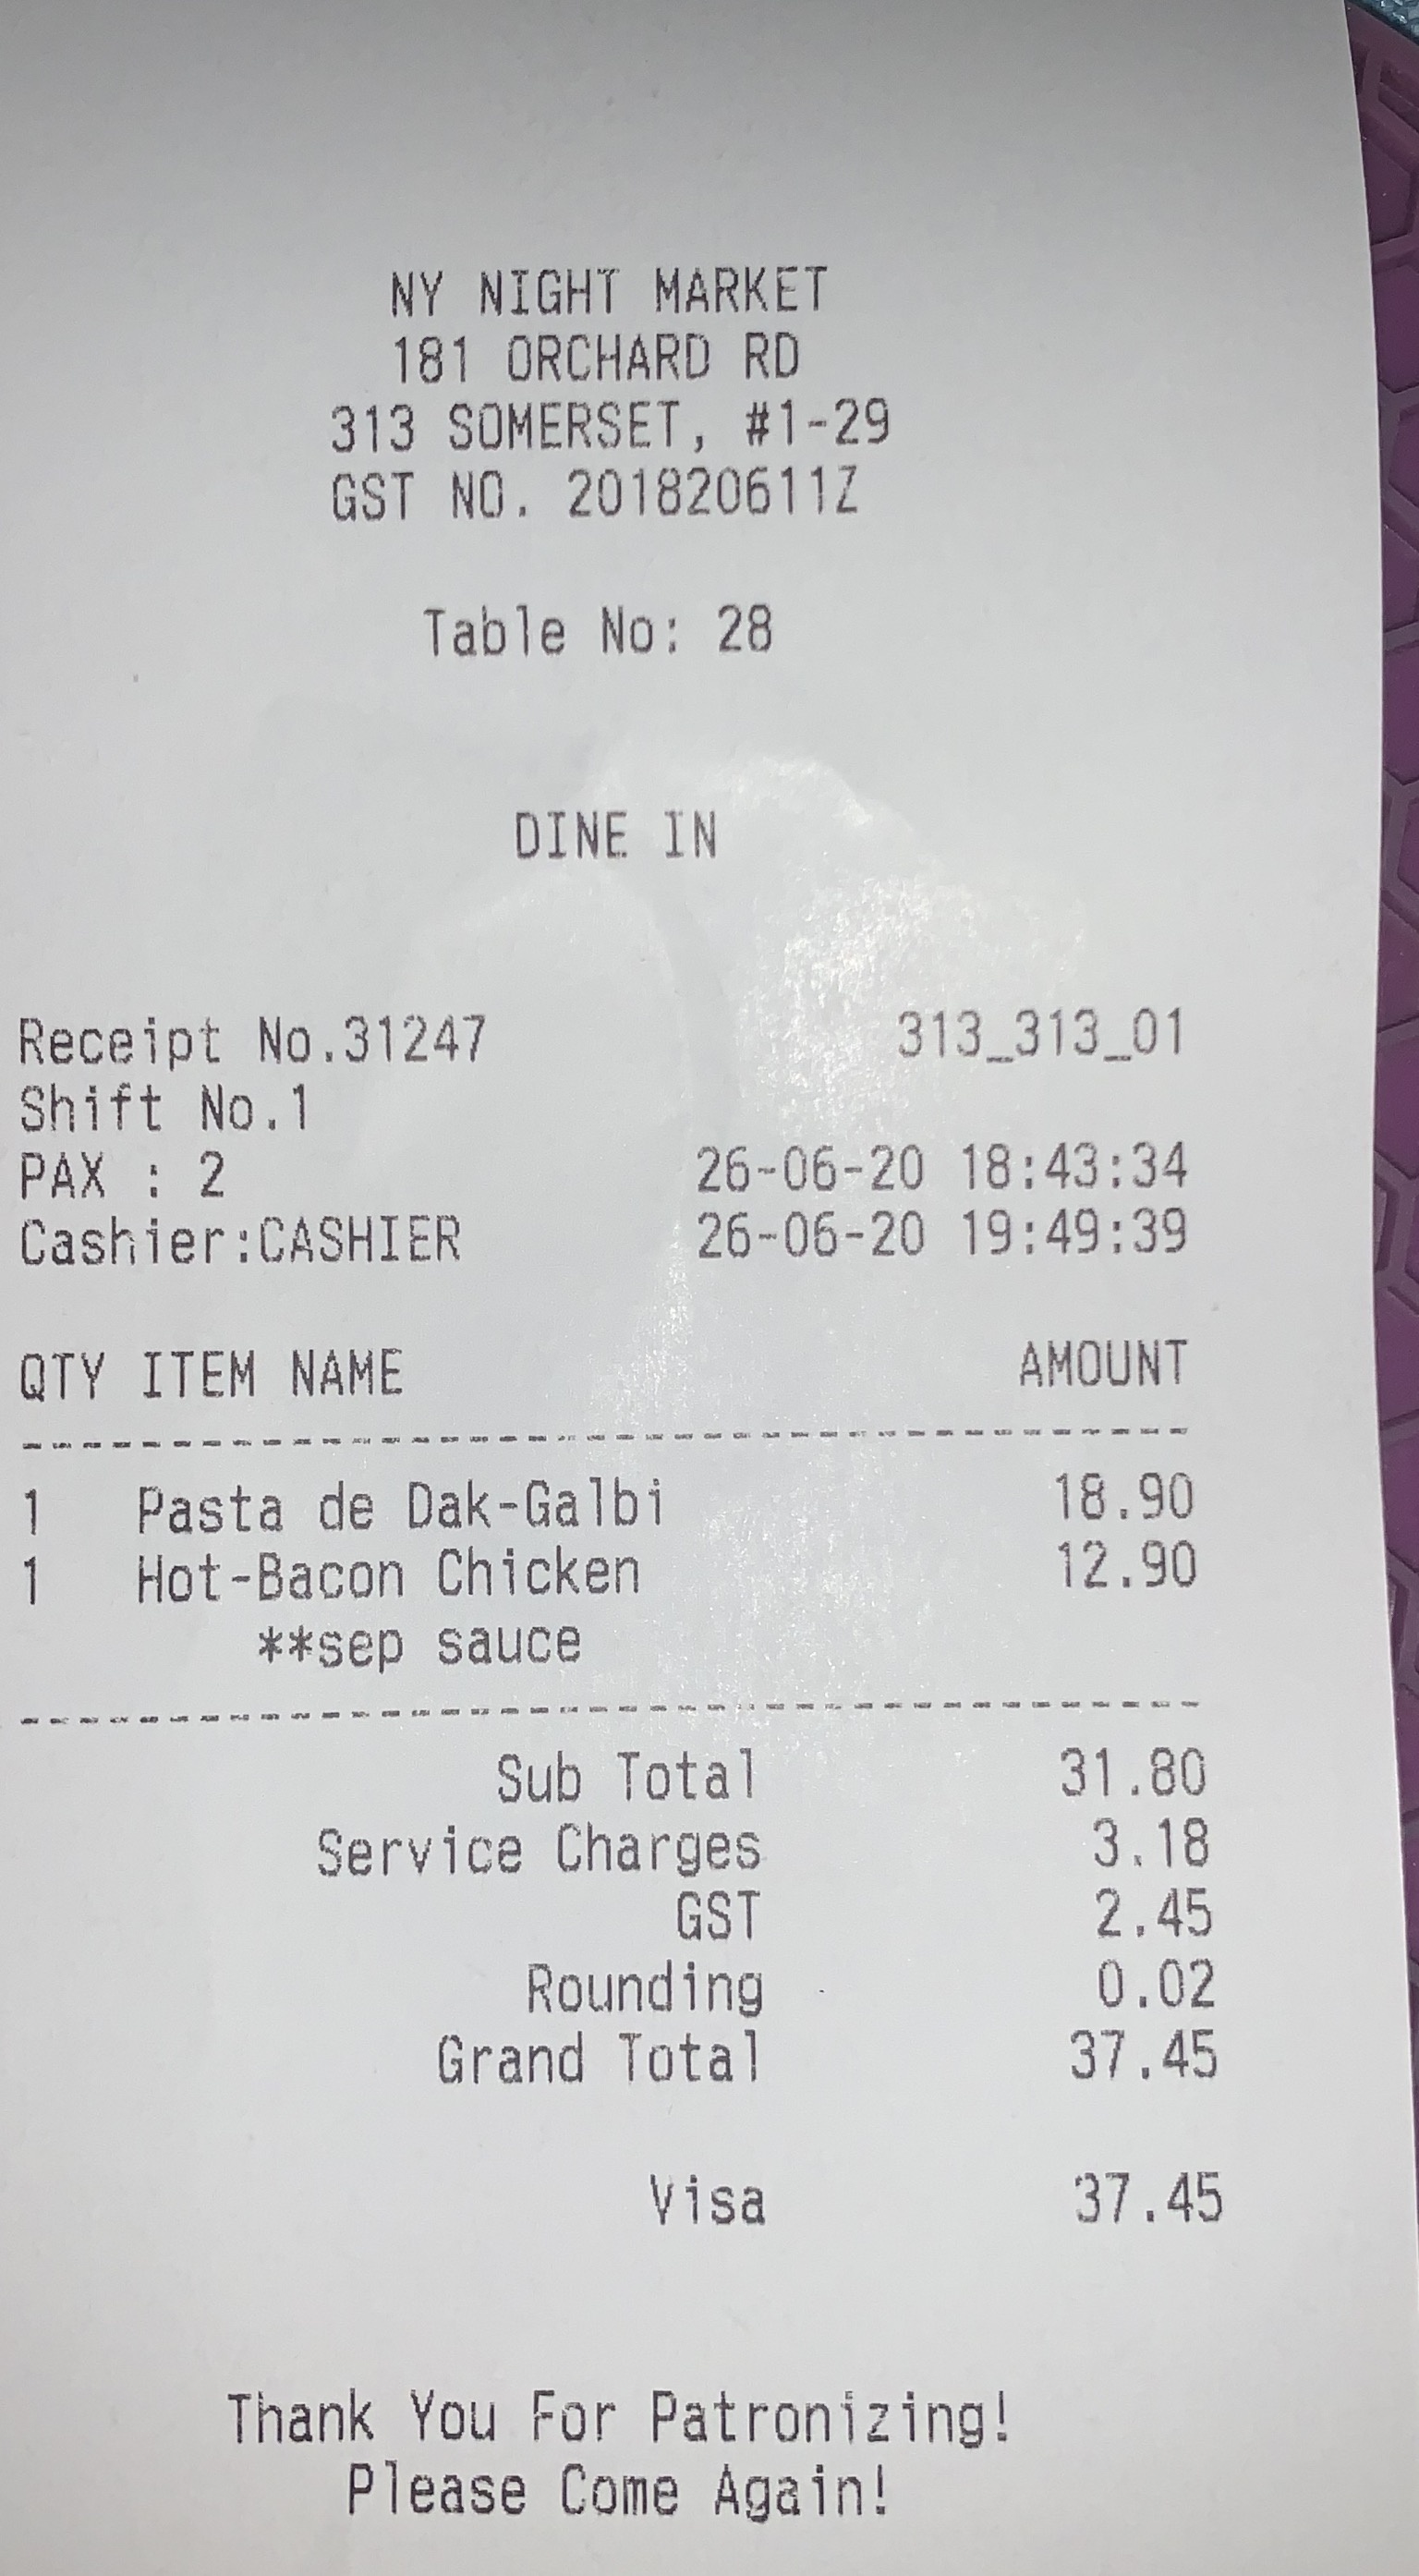 NY NIGHT MARKET
181 ORCHARD RD
313 SOMERSET, #1-29
GST NO. 201820611Z
Table No: 28
DINE IN
Receipt No.31247 313_313_01
Shift No.1
PAX : 2 26-06-20 18:43:34
Cashier:CASHIER 26-06-20 19:49:39
QTY ITEM NAME AMOUNT
1 Pasta de Dak-Galbi 18.90
1 Hot-Bacon Chicken 12.90
**sep sauce
Sub Total 31.80
Service Charges 3.18
GST 2.45
Rounding 0.02
Grand Total 37.45
Visa 37.45
Thank You For Patronizing!
Please Come Again!